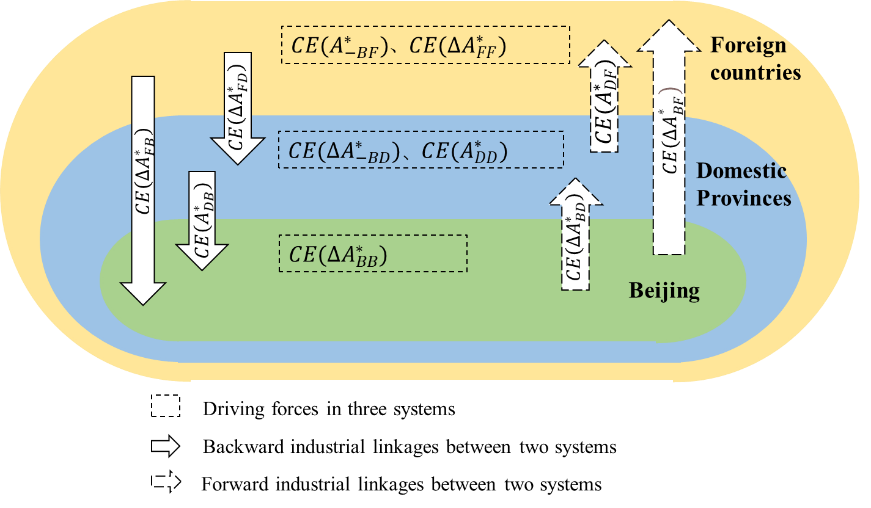 CE(A*_−BF)、CE(ΔA*_FF)
Foreign
countries
CE(ΔA*_FB)
CE(ΔA*_FD)
CE(A*_DF)
CE(ΔA*_BF)
CE(ΔA*_−BD)、CE(A*_DD)
Domestic
Provinces
CE(A*_DB)
CE(ΔA*_BD)
CE(ΔA*_BB)
Beijing
Driving forces in three systems
Backward industrial linkages between two systems
Forward industrial linkages between two systems